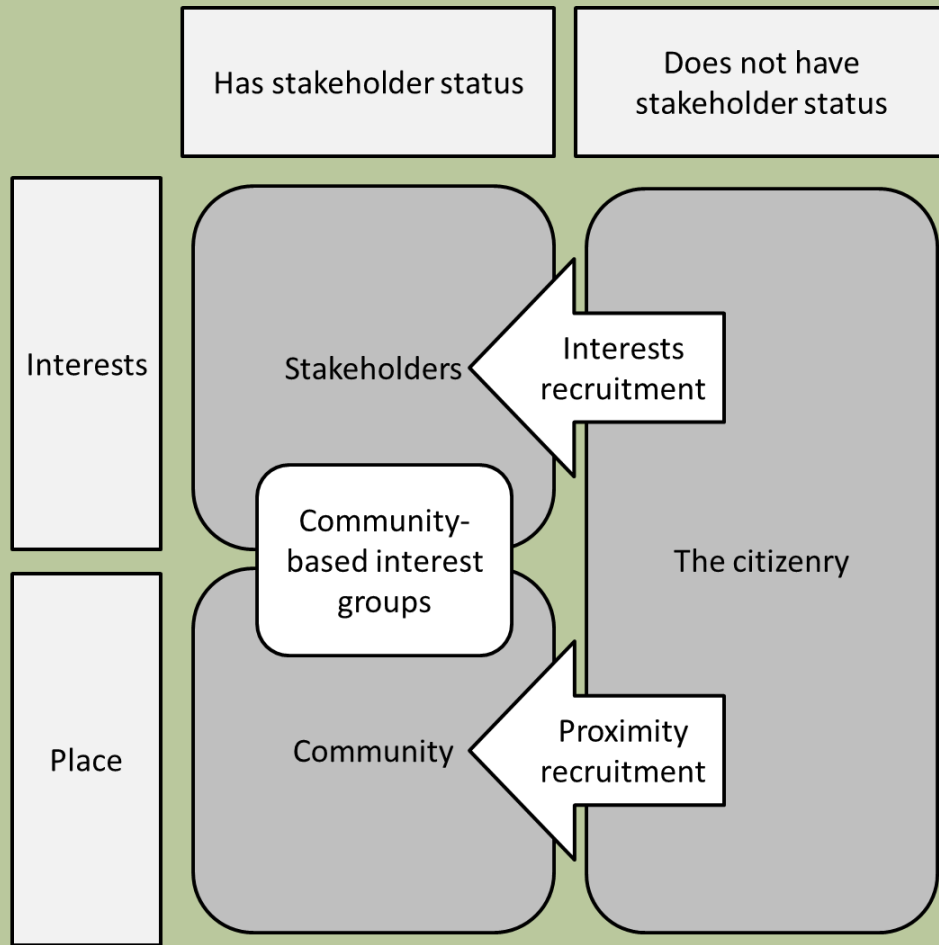 Has stakeholder status
Does not have
stakeholder status
Interests
Stakeholders
Interests
recruitment
Community-
based interest
groups
The citizenry
Place
Community
Proximity
recruitment